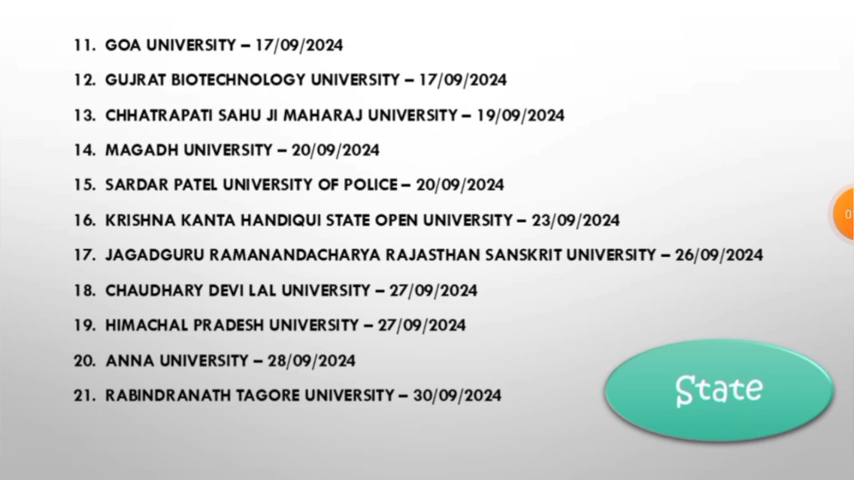 11. GOA UNIVERSITY – 17/09/2024
12. GUJRAT BIOTECHNOLOGY UNIVERSITY – 17/09/2024
13. CHHATRAPATI SAHU JI MAHARAJ UNIVERSITY – 19/09/2024
14. MAGADH UNIVERSITY – 20/09/2024
15. SARDAR PATEL UNIVERSITY OF POLICE – 20/09/2024
16. KRISHNA KANTA HANDIQUI STATE OPEN UNIVERSITY – 23/09/2024
17. JAGADGURU RAMANANDACHARYA RAJASTHAN SANSKRIT UNIVERSITY – 26/09/2024
18. CHAUDHARY DEVI LAL UNIVERSITY – 27/09/2024
19. HIMACHAL PRADESH UNIVERSITY – 27/09/2024
20. ANNA UNIVERSITY – 28/09/2024
21. RABINDRANATH TAGORE UNIVERSITY – 30/09/2024
State